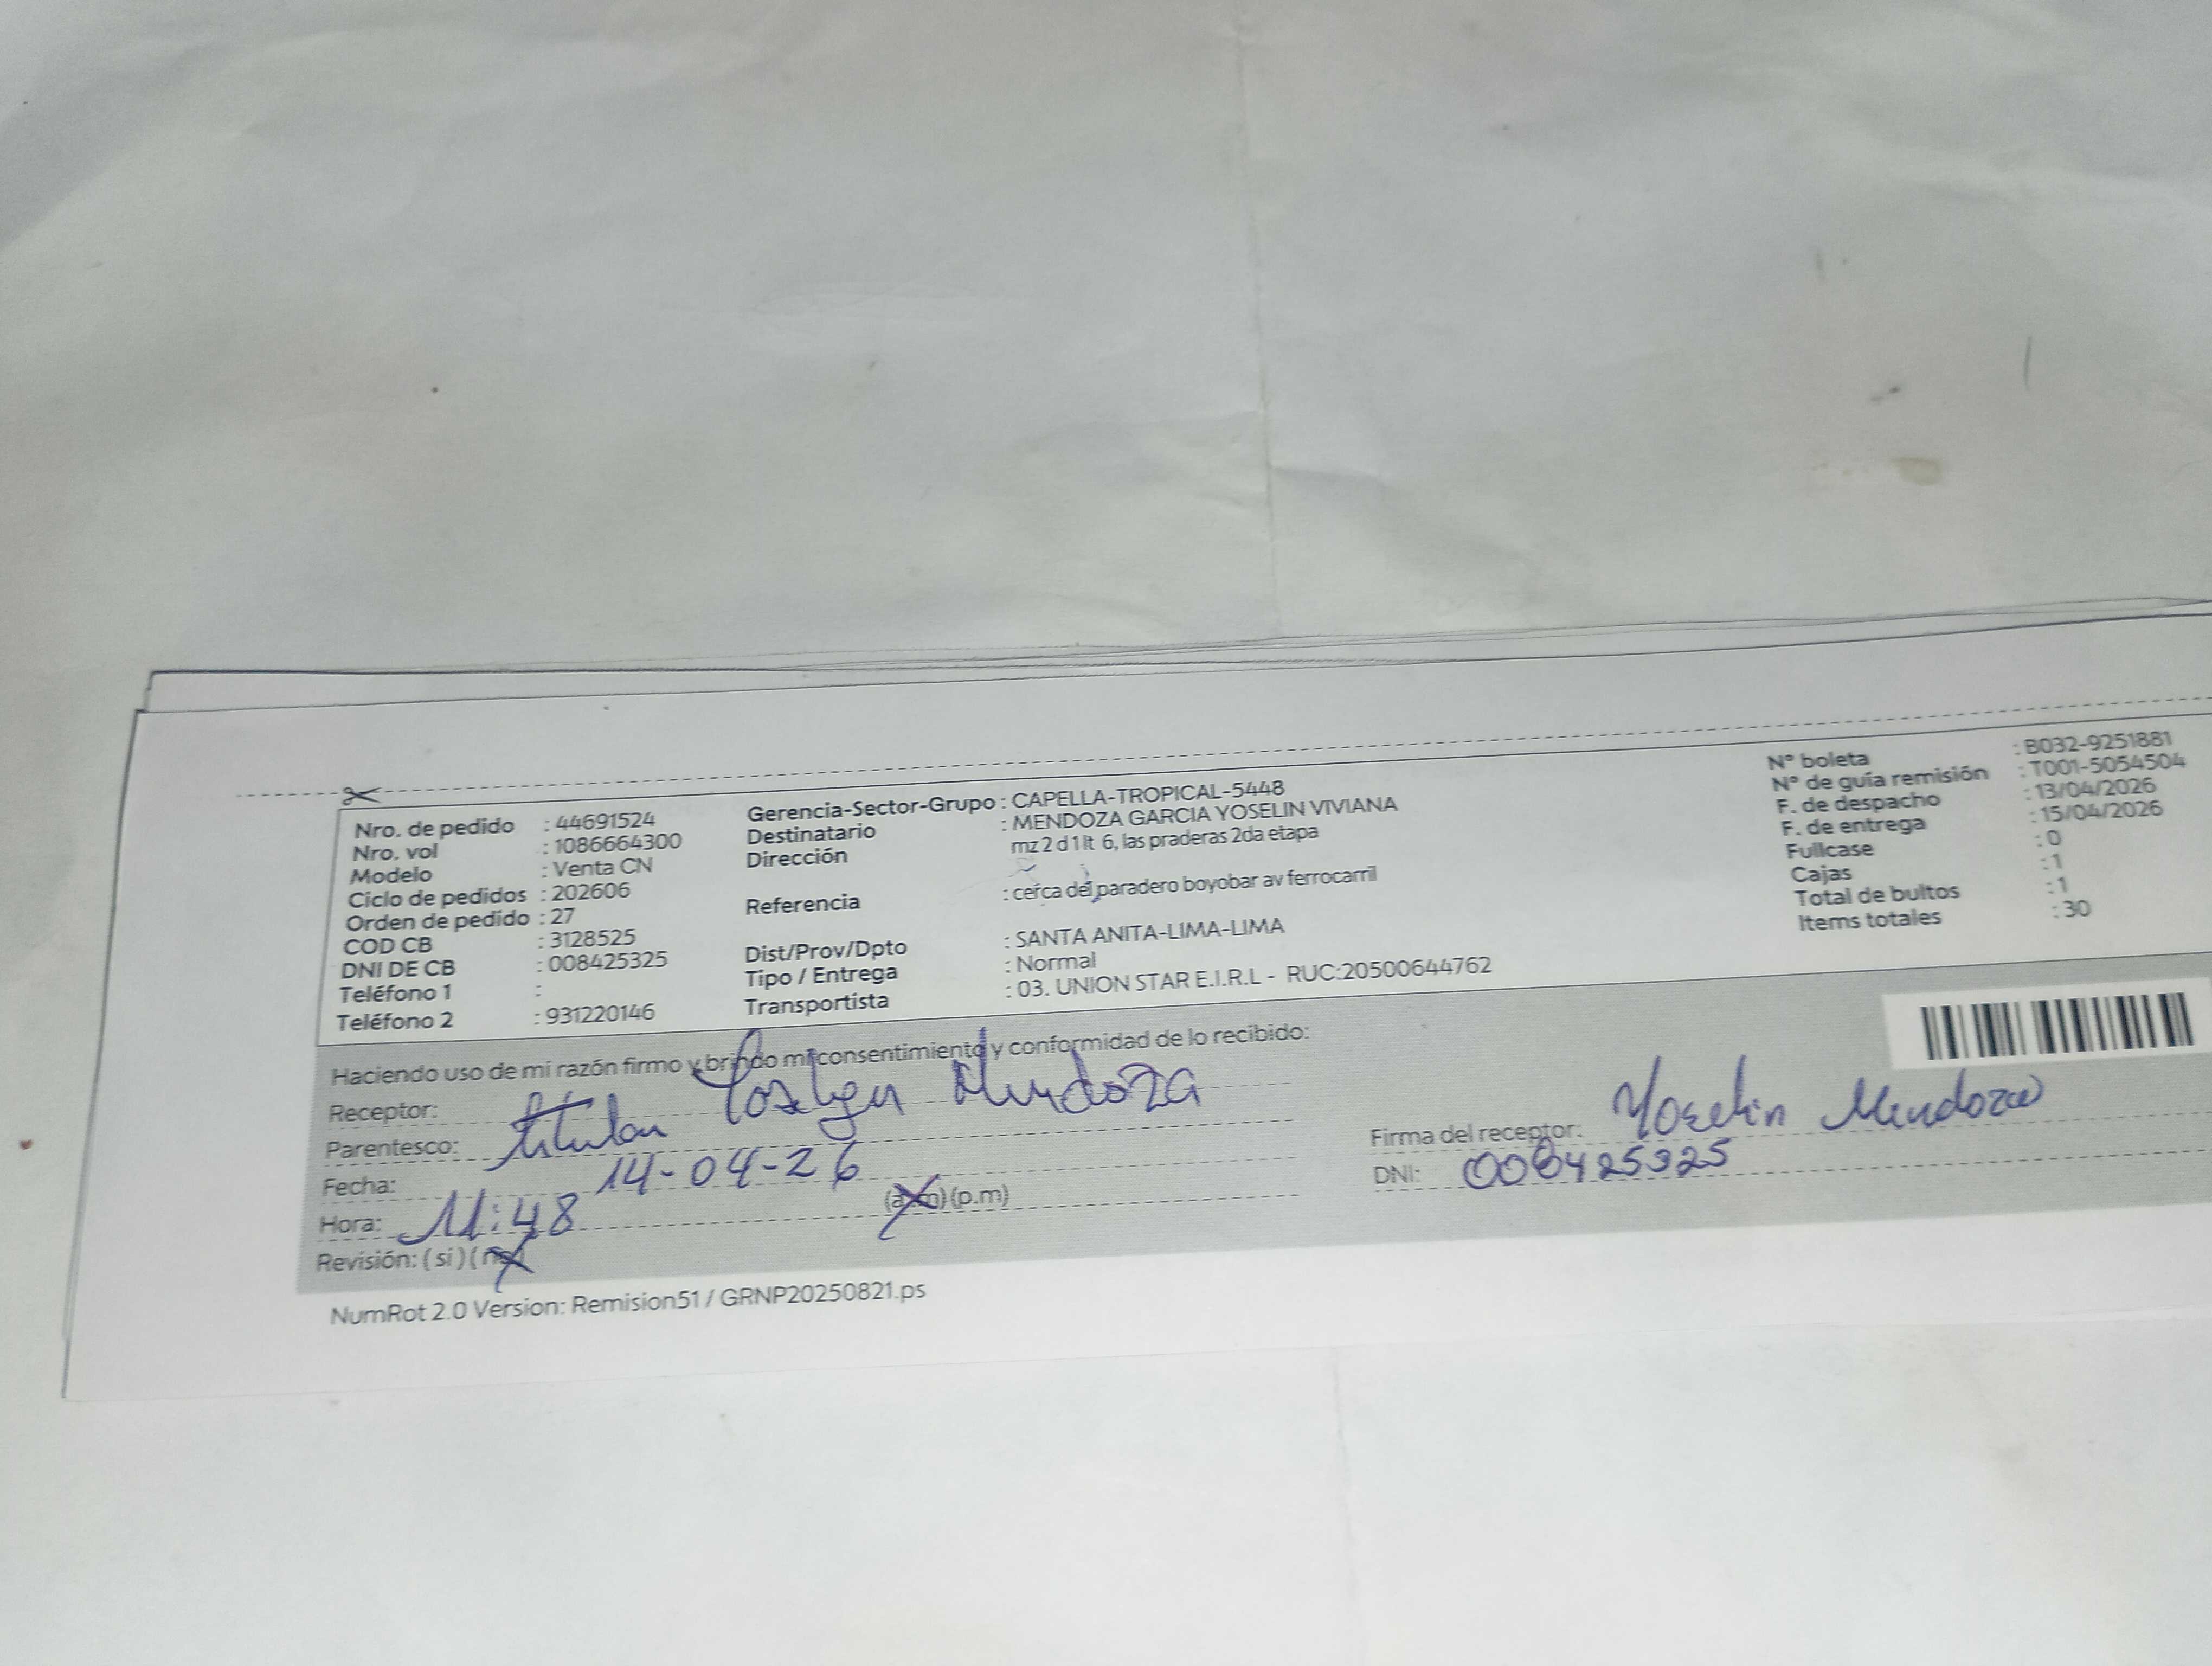 Nro. de pedido : 44691524
Nro. vol : 1086664300
Modelo : Venta CN
Ciclo de pedidos : 202606
Orden de pedido : 27
COD CB : 3128525
DNI DE CB : 008425325
Teléfono 1 :
Teléfono 2 : 931220146
Gerencia-Sector-Grupo : CAPELLA-TROPICAL-5448
Destinatario : MENDOZA GARCIA YOSELIN VIVIANA
Dirección mz 2 d 1 lt 6, las praderas 2da etapa
Referencia : cerca del paradero boyobar av ferrocarril
Dist/Prov/Dpto : SANTA ANITA-LIMA-LIMA
Tipo / Entrega : Normal
Transportista : 03. UNION STAR E.I.R.L - RUC:20500644762
N° boleta : B032-9251881
N° de guía remisión : T001-5054504
F. de despacho : 13/04/2026
F. de entrega : 15/04/2026
Fullcase : 0
Cajas : 1
Total de bultos : 1
Items totales : 30
Haciendo uso de mi razón firmo y brindo mi consentimiento y conformidad de lo recibido:
Receptor: Yoselyn Mendoza
Parentesco: titular
Fecha: 14-04-26
Hora: 11:48 (a.m) (p.m)
Revisión: ( si ) ( no )
Firma del receptor: Yoselin Mendoza
DNI: 008425325
NumRot 2.0 Version: Remision51 / GRNP20250821.ps